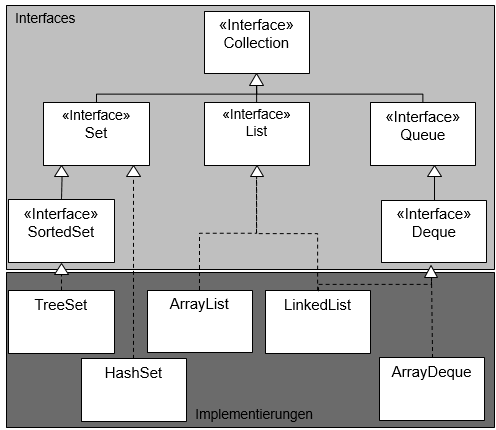 Interfaces
«Interface»
Collection
«Interface»
Set
«Interface»
List
«Interface»
Queue
«Interface»
SortedSet
«Interface»
Deque
TreeSet
ArrayList
LinkedList
HashSet
ArrayDeque
Implementierungen